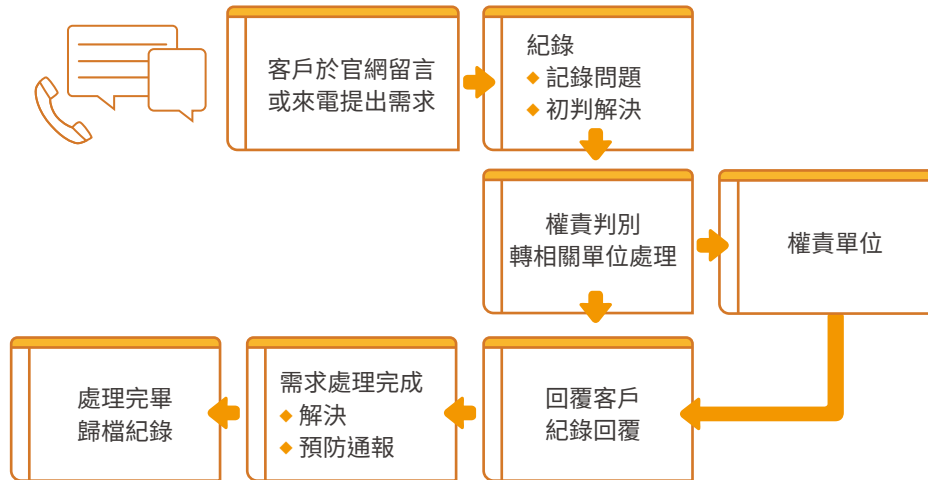 客戶於官網留言
或來電提出需求
紀錄
◆ 記錄問題
◆ 初判解決
權責判別
轉相關單位處理
權責單位
回覆客戶
紀錄回覆
需求處理完成
◆ 解決
◆ 預防通報
處理完畢
歸檔紀錄